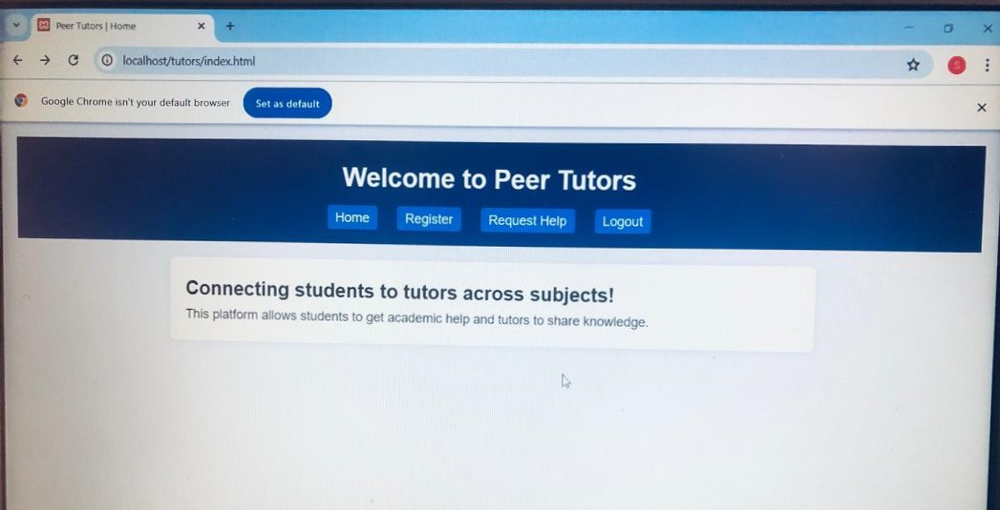 Peer Tutors | Home
localhost/tutors/index.html
S
Google Chrome isn't your default browser Set as default
Welcome to Peer Tutors
Home Register Request Help Logout
Connecting students to tutors across subjects!
This platform allows students to get academic help and tutors to share knowledge.